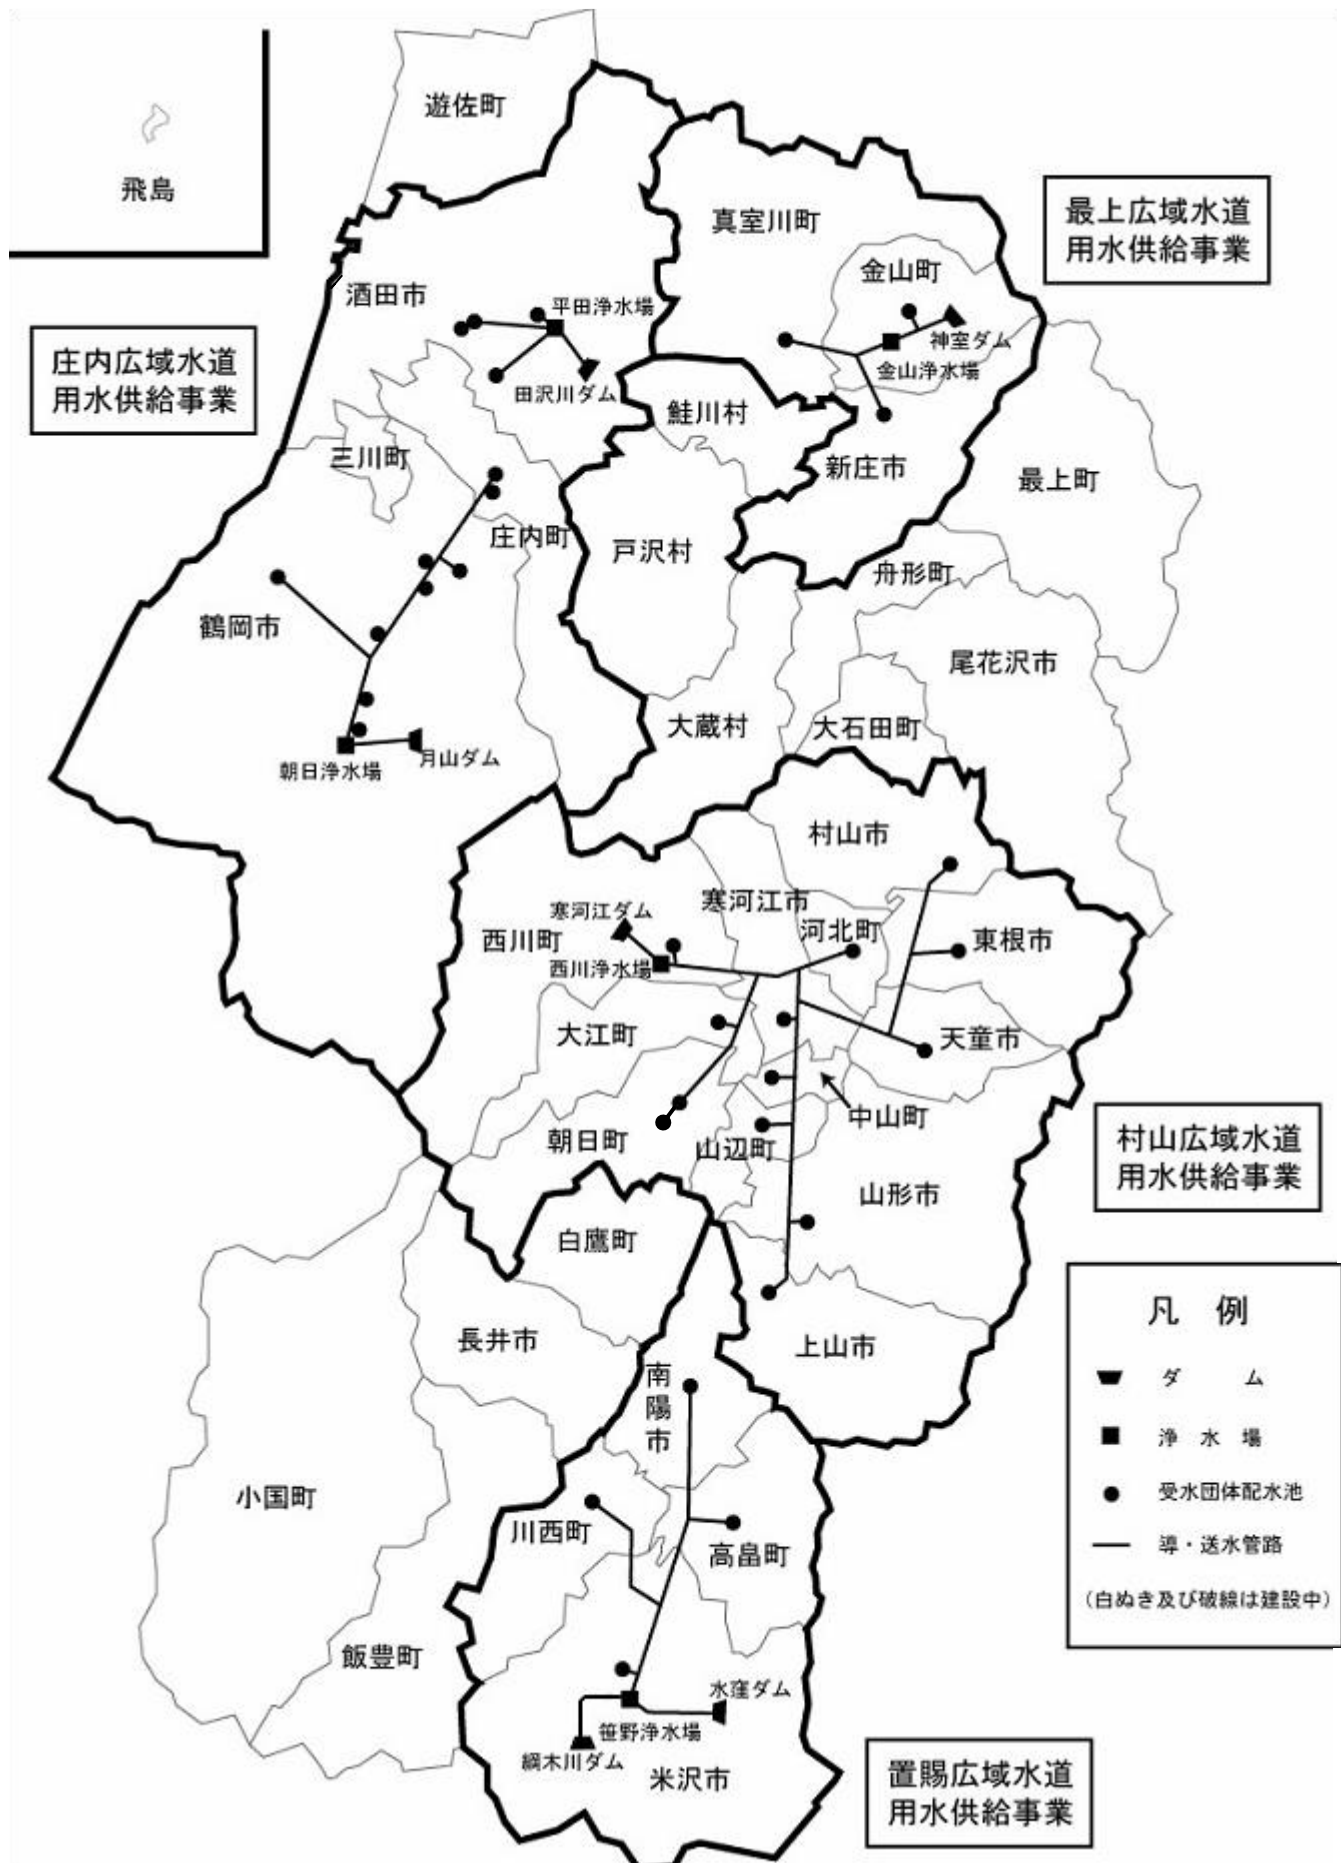 遊佐町
飛島
真室川町
最上広域水道
用水供給事業
金山町
酒田市
平田浄水場
神室ダム
金山浄水場
庄内広域水道
用水供給事業
田沢川ダム
鮭川村
三川町
新庄市
最上町
庄内町
戸沢村
舟形町
鶴岡市
尾花沢市
大蔵村
大石田町
朝日浄水場
月山ダム
村山市
寒河江市
寒河江ダム
河北町
西川町
東根市
西川浄水場
大江町
天童市
中山町
朝日町
山辺町
村山広域水道
用水供給事業
山形市
白鷹町
長井市
上山市
南陽市
小国町
川西町
高畠町
飯豊町
水窪ダム
笹野浄水場
綱木川ダム
米沢市
置賜広域水道
用水供給事業
凡 例
ダ ム
浄 水 場
受水団体配水池
導・送水管路
(白ぬき及び破線は建設中)